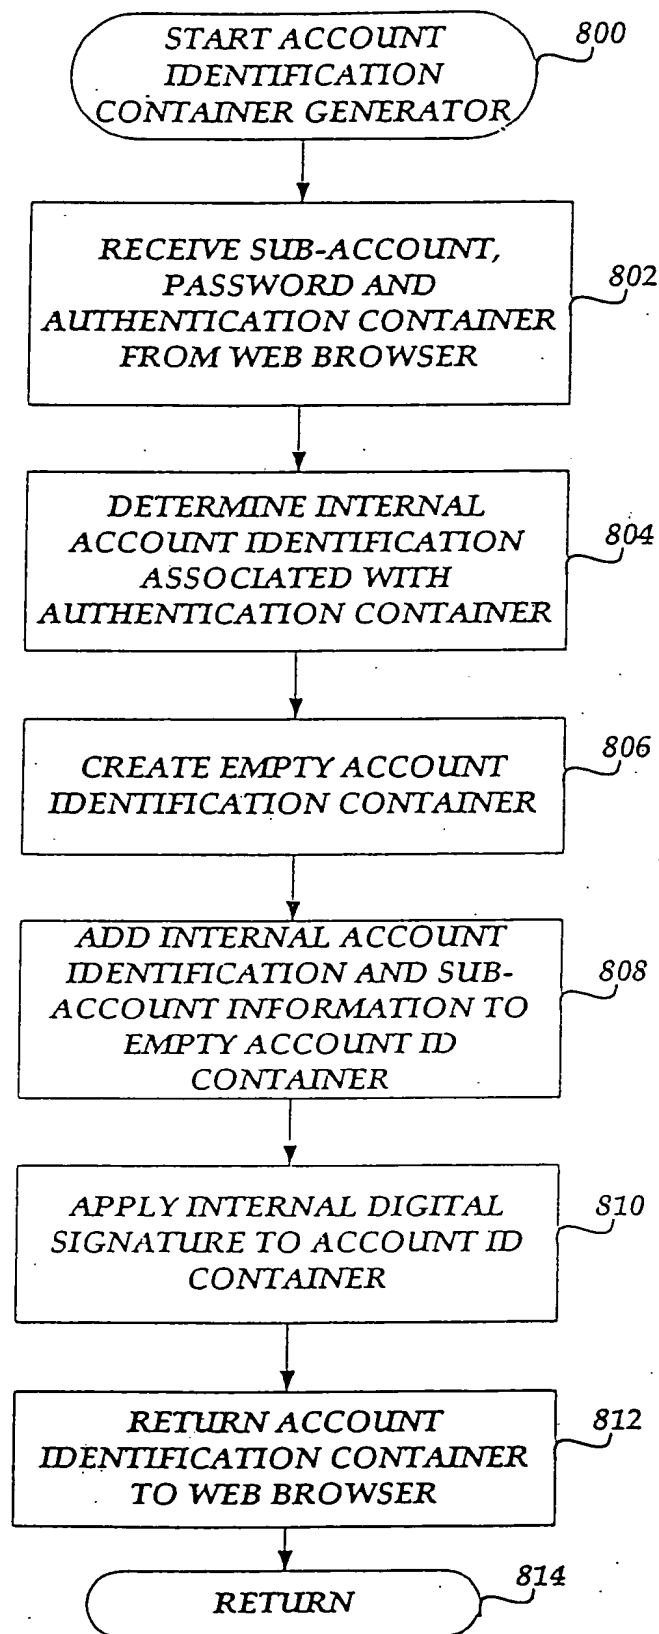 START ACCOUNT
IDENTIFICATION
CONTAINER GENERATOR
800
RECEIVE SUB-ACCOUNT,
PASSWORD AND
AUTHENTICATION CONTAINER
FROM WEB BROWSER
802
DETERMINE INTERNAL
ACCOUNT IDENTIFICATION
ASSOCIATED WITH
AUTHENTICATION CONTAINER
804
CREATE EMPTY ACCOUNT
IDENTIFICATION CONTAINER
806
ADD INTERNAL ACCOUNT
IDENTIFICATION AND SUB-
ACCOUNT INFORMATION TO
EMPTY ACCOUNT ID
CONTAINER
808
APPLY INTERNAL DIGITAL
SIGNATURE TO ACCOUNT ID
CONTAINER
810
RETURN ACCOUNT
IDENTIFICATION CONTAINER
TO WEB BROWSER
812
RETURN
814